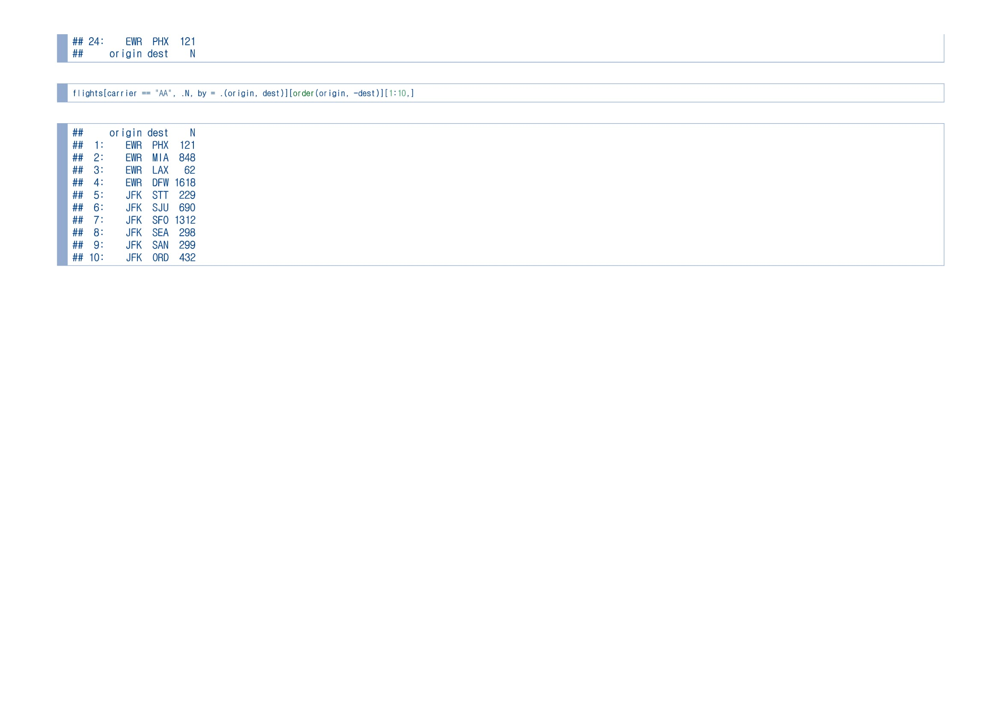 ## 24:    EWR  PHX  121
##     origin dest    N
flights[carrier == "AA", .N, by = .(origin, dest)][order(origin, -dest)][1:10,]
##     origin dest    N
##  1:    EWR  PHX  121
##  2:    EWR  MIA  848
##  3:    EWR  LAX   62
##  4:    EWR  DFW 1618
##  5:    JFK  STT  229
##  6:    JFK  SJU  690
##  7:    JFK  SFO 1312
##  8:    JFK  SEA  298
##  9:    JFK  SAN  299
## 10:    JFK  ORD  432